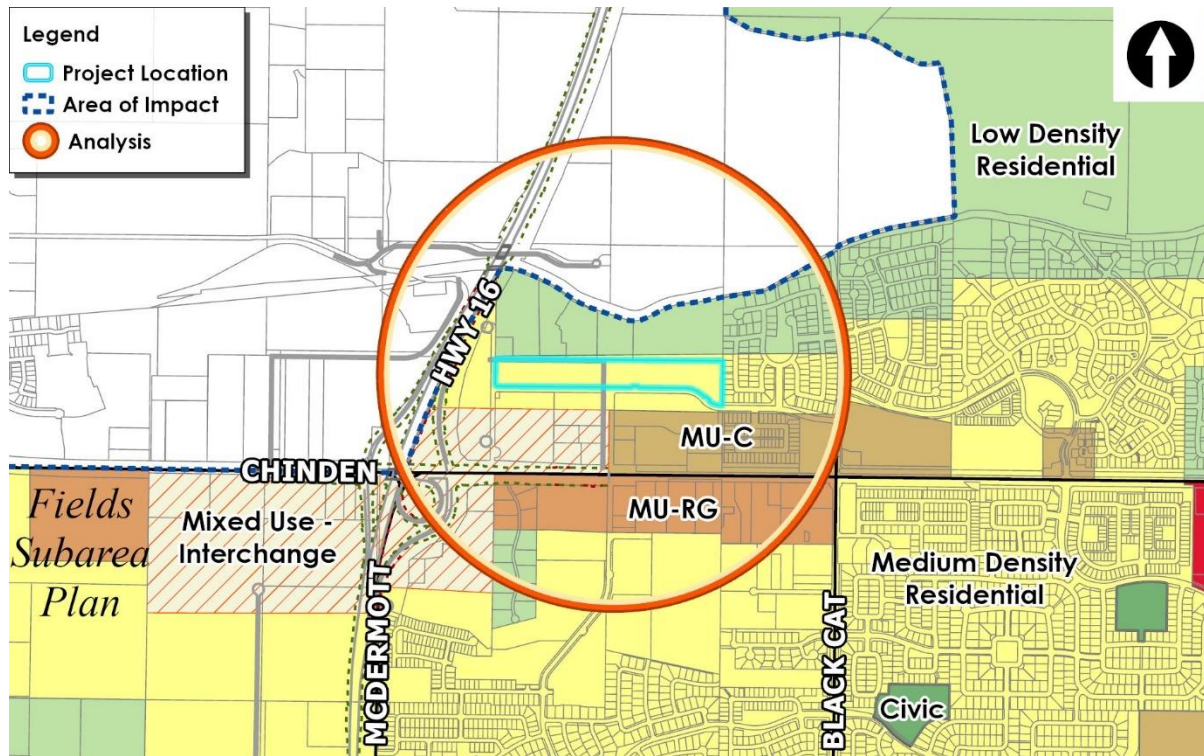 Legend
Project Location
Area of Impact
Analysis
Low Density
Residential
HWY 16
MU-C
CHINDEN
Fields
Subarea
Plan
Mixed Use -
Interchange
MU-RG
Medium Density
Residential
MCDERMOTT
BLACK CAT
Civic